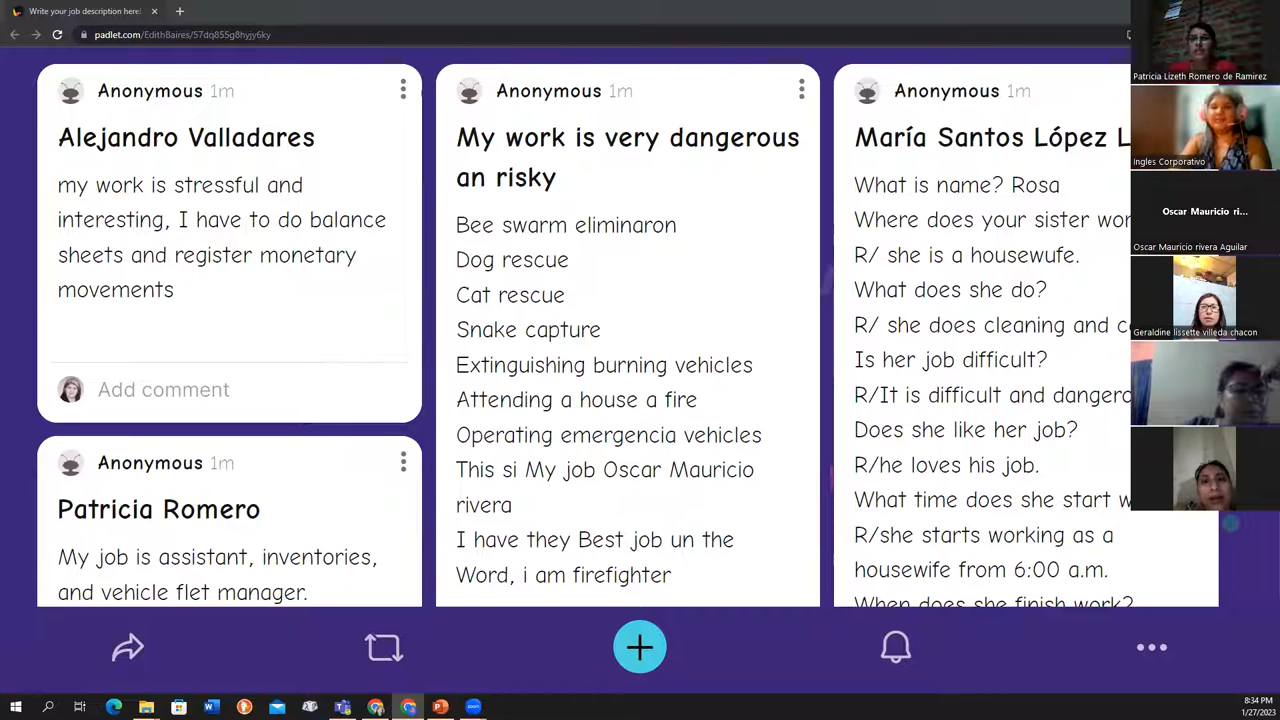 Write your job description here!
padlet.com/EdithBaires/57dq855g8hyjy6ky
Anonymous 1m
Alejandro Valladares
my work is stressful and
interesting, I have to do balance
sheets and register monetary
movements
Add comment
Anonymous 1m
Patricia Romero
My job is assistant, inventories,
and vehicle flet manager.
Anonymous 1m
My work is very dangerous
an risky
Bee swarm eliminaron
Dog rescue
Cat rescue
Snake capture
Extinguishing burning vehicles
Attending a house a fire
Operating emergencia vehicles
This si My job Oscar Mauricio
rivera
I have they Best job un the
Word, i am firefighter
Anonymous 1m
María Santos López L
What is name? Rosa
Where does your sister wor
R/ she is a housewufe.
What does she do?
R/ she does cleaning and c
Is her job difficult?
R/It is difficult and dangero
Does she like her job?
R/he loves his job.
What time does she start w
R/she starts working as a
housewife from 6:00 a.m.
When does she finish work?
Patricia Lizeth Romero de Ramirez
Ingles Corporativo
Oscar Mauricio ri...
Oscar Mauricio rivera Aguilar
Geraldine lissette villeda chacon
8:34 PM
1/27/2023